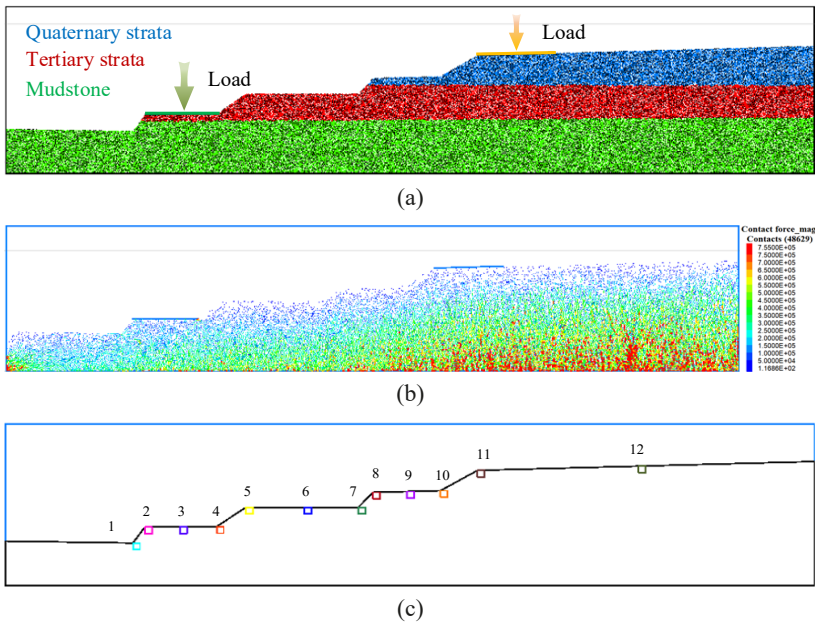 Quaternary strata
Tertiary strata
Mudstone
Load
Load
(a)
Contact force_mag
Contacts (48629)
7.5500E+05
7.5000E+05
7.0000E+05
6.5000E+05
6.0000E+05
5.5000E+05
5.0000E+05
4.5000E+05
4.0000E+05
3.5000E+05
3.0000E+05
2.5000E+05
2.0000E+05
1.5000E+05
1.0000E+05
5.0000E+04
1.1686E+02
(b)
1
2
3
4
5
6
7
8
9
10
11
12
(c)